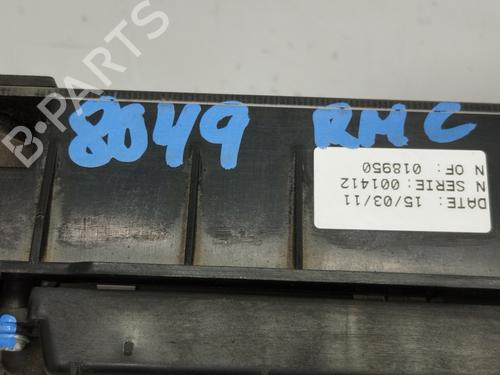 B-PARTS
8049 RMC
DATE: 15/03/11
N SERIE: 001412
N OF: 018950